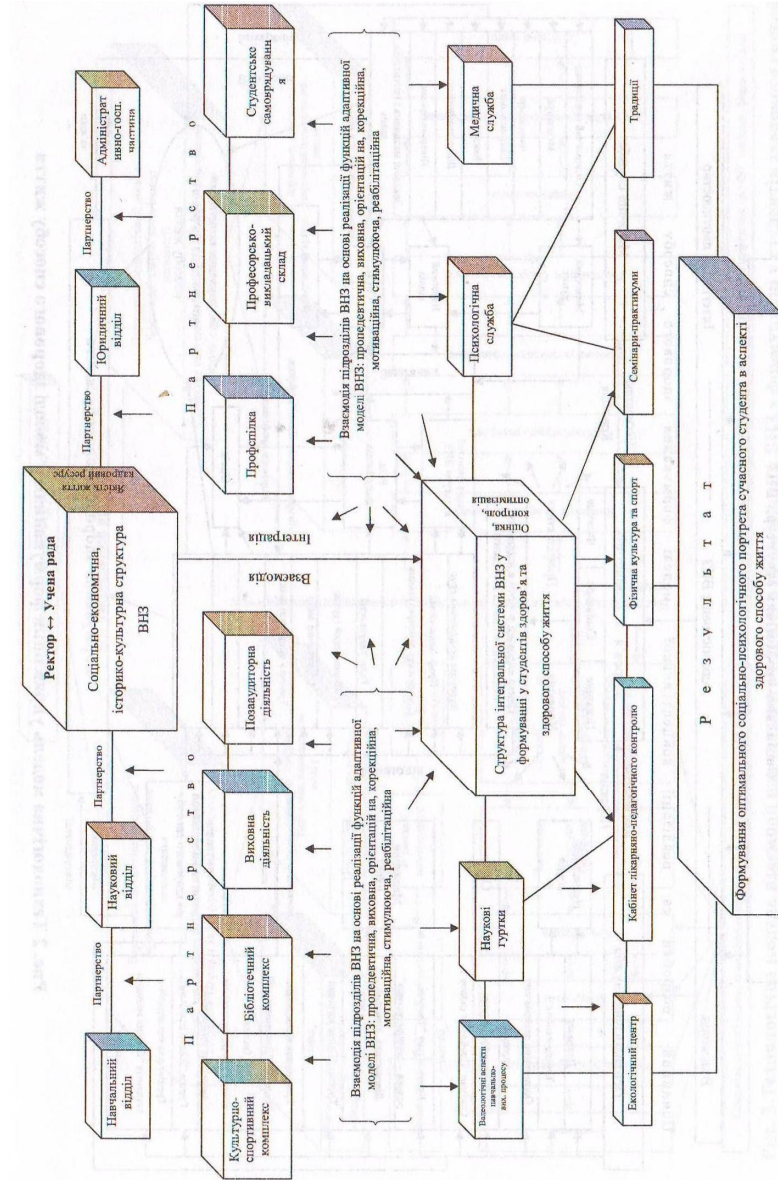 Ректор ↔ Учена рада
Соціально-економічна,
історико-культурна структура
ВНЗ
Якість життя
кадровий ресурс
Навчальний
відділ
Партнерство
Науковий
відділ
Партнерство
Партнерство
Юридичний
відділ
Партнерство
Адміністрат
ивно-госп.
частина
П а р т н е р с т в о
Культурно-
спортивний
комплекс
Бібліотечний
комплекс
Виховна
діяльність
Позааудиторна
діяльність
Взаємодія
Інтеграція
П а р т н е р с т в о
Профспілка
Професорсько-
викладацький
склад
Студентське
самоврядуванн
я
Взаємодія підрозділів ВНЗ на основі реалізації функцій адаптивної
моделі ВНЗ: пропедевтична, виховна, орієнтацій на, корекційна,
мотиваційна, стимулююча, реабілітаційна
Взаємодія підрозділів ВНЗ на основі реалізації функцій адаптивної
моделі ВНЗ: пропедевтична, виховна, орієнтацій на, корекційна,
мотиваційна, стимулююча, реабілітаційна
Валеологічні аспекти
навчально-
вих. процесу
Наукові
гуртки
Структура інтегральної системи ВНЗ у
формуванні у студентів здоров'я та
здорового способу життя
Оцінка,
контроль,
оптимізація
Психологічна
служба
Медична
служба
Екологічний центр
Кабінет лікарняно-педагогічного контролю
Фізична культура та спорт
Семінари-практикуми
Традиції
Р е з у л ь т а т
Формування оптимального соціально-психологічного портрета сучасного студента в аспекті
здорового способу життя